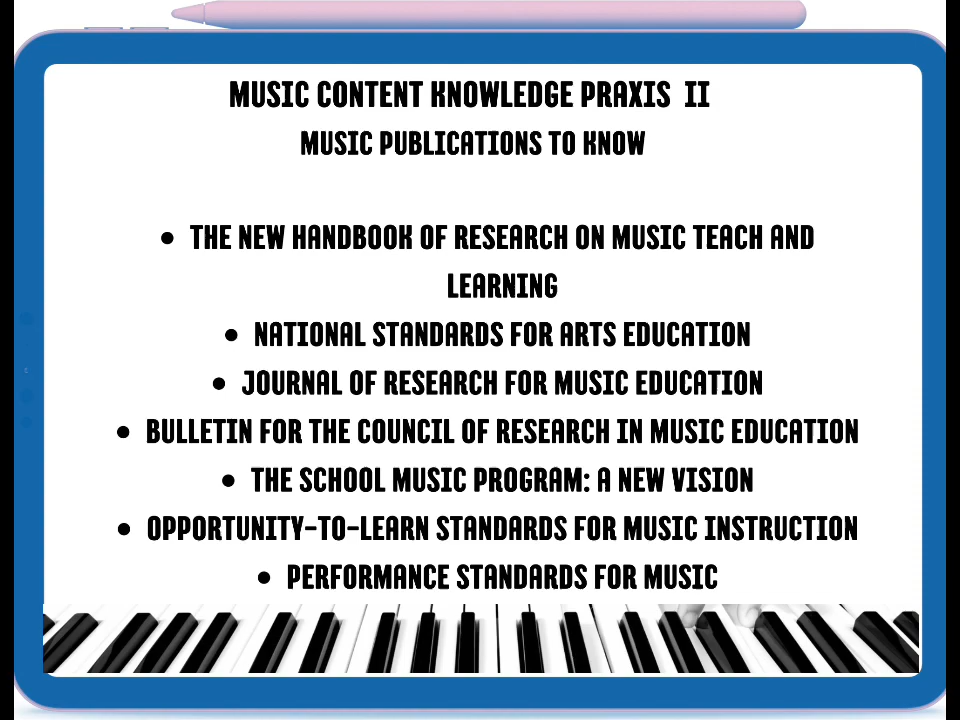 MUSIC CONTENT KNOWLEDGE PRAXIS II
MUSIC PUBLICATIONS TO KNOW
• THE NEW HANDBOOK OF RESEARCH ON MUSIC TEACH AND
LEARNING
• NATIONAL STANDARDS FOR ARTS EDUCATION
• JOURNAL OF RESEARCH FOR MUSIC EDUCATION
• BULLETIN FOR THE COUNCIL OF RESEARCH IN MUSIC EDUCATION
• THE SCHOOL MUSIC PROGRAM: A NEW VISION
• OPPORTUNITY-TO-LEARN STANDARDS FOR MUSIC INSTRUCTION
• PERFORMANCE STANDARDS FOR MUSIC